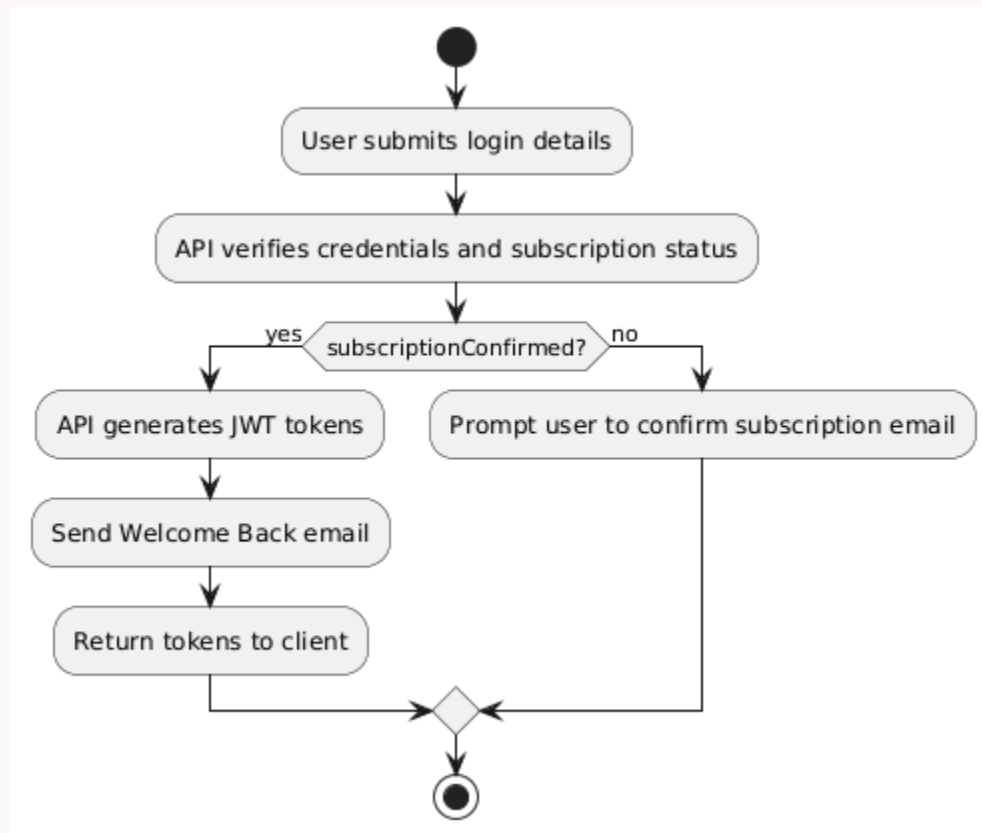 User submits login details
API verifies credentials and subscription status
yes
subscriptionConfirmed?
no
API generates JWT tokens
Prompt user to confirm subscription email
Send Welcome Back email
Return tokens to client